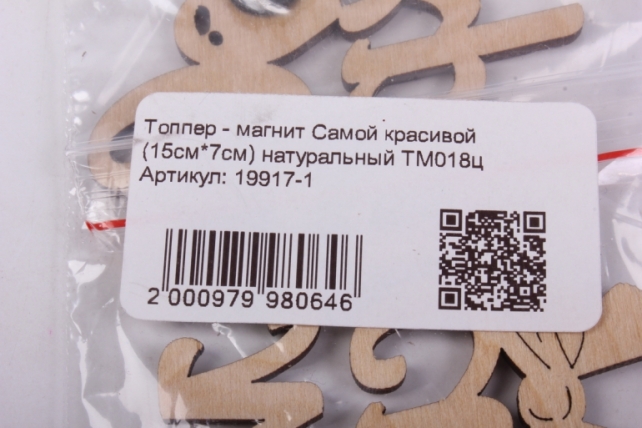 Топпер - магнит Самой красивой
(15см*7см) натуральный ТМ018ц
Артикул: 19917-1
2 000979 980646